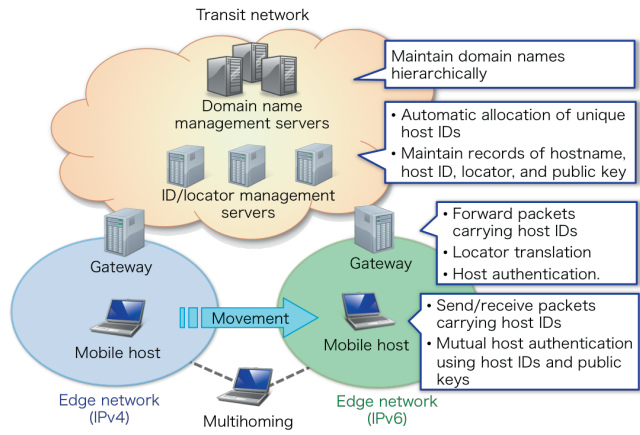 Transit network
Maintain domain names
hierarchically
Domain name
management servers
• Automatic allocation of unique
host IDs
• Maintain records of hostname,
host ID, locator, and public key
ID/locator management
servers
Gateway
Gateway
• Forward packets
carrying host IDs
• Locator translation
• Host authentication.
Movement
Mobile host
Mobile host
• Send/receive packets
carrying host IDs
• Mutual host authentication
using host IDs and public
keys
Edge network
(IPv4)
Multihoming
Edge network
(IPv6)